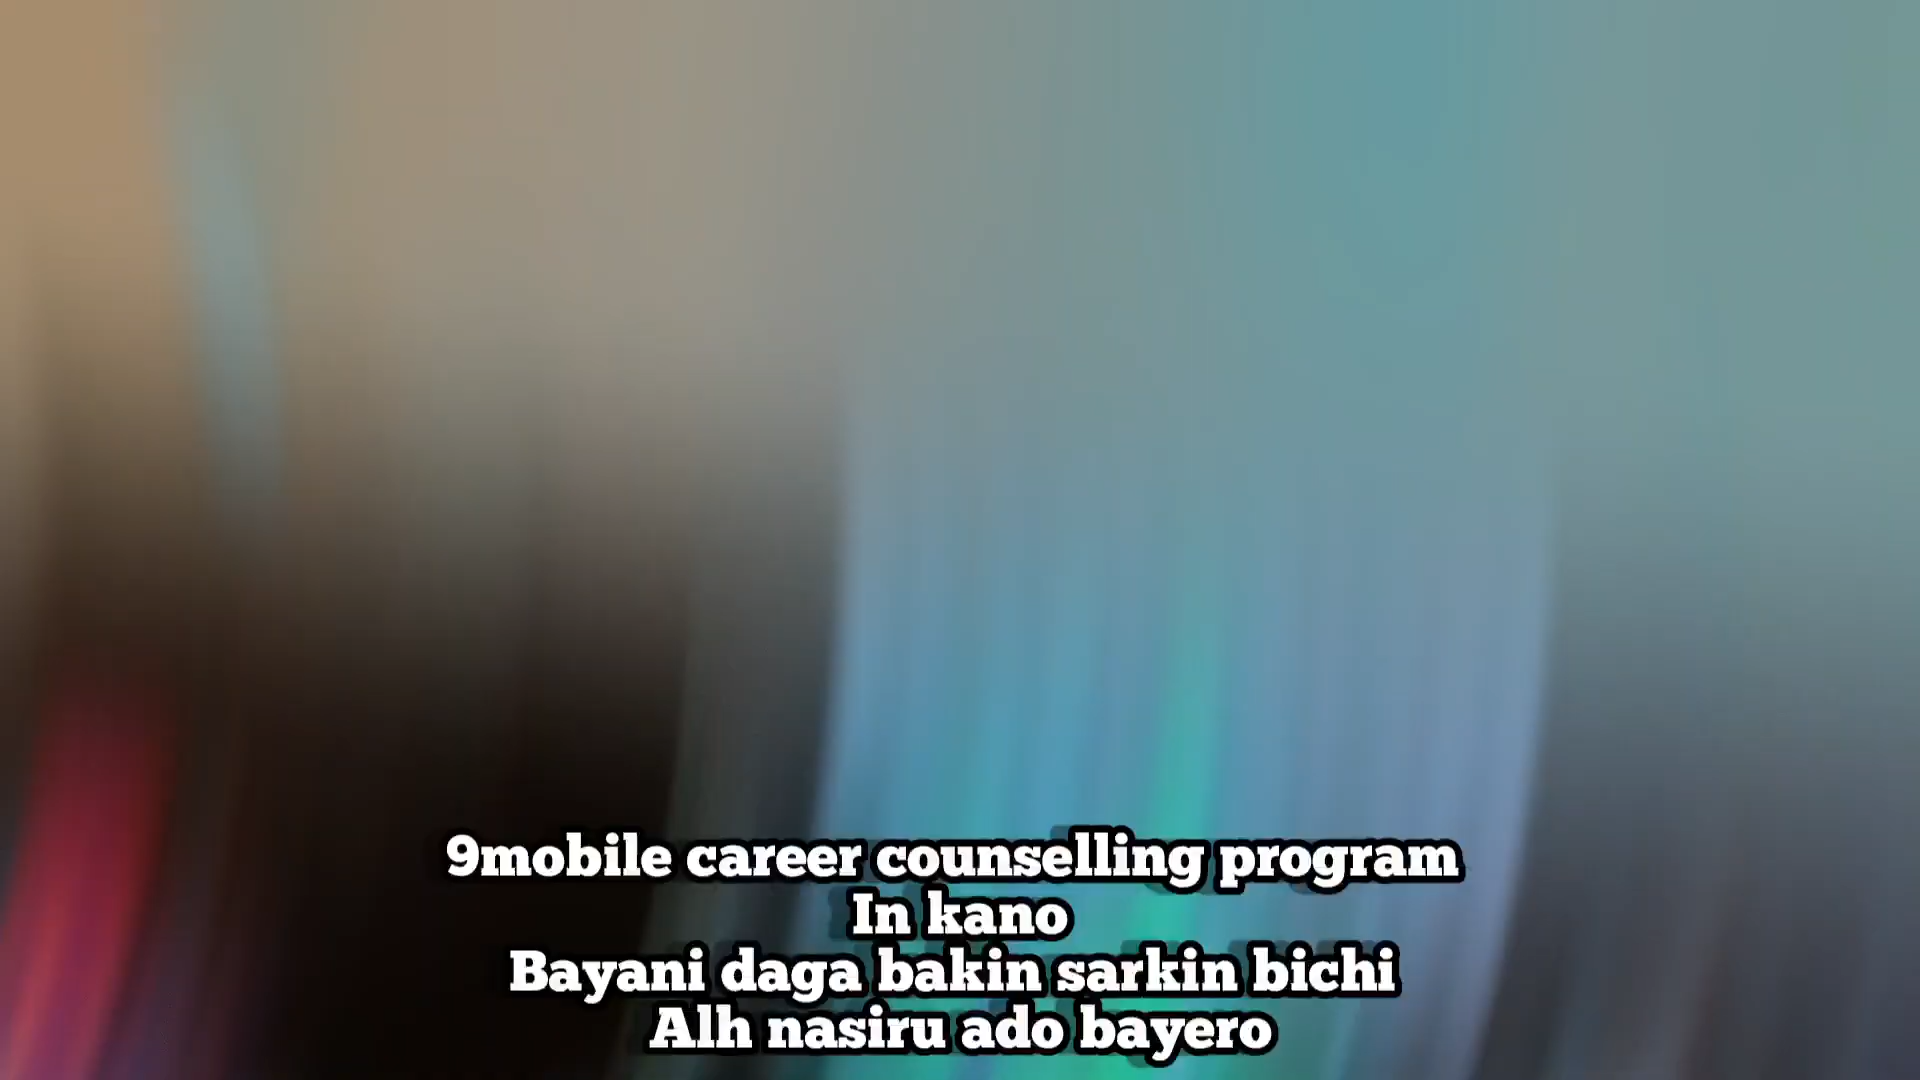 9mobile career counselling program
In kano
Bayani daga bakin sarkin bichi
Alh nasiru ado bayero